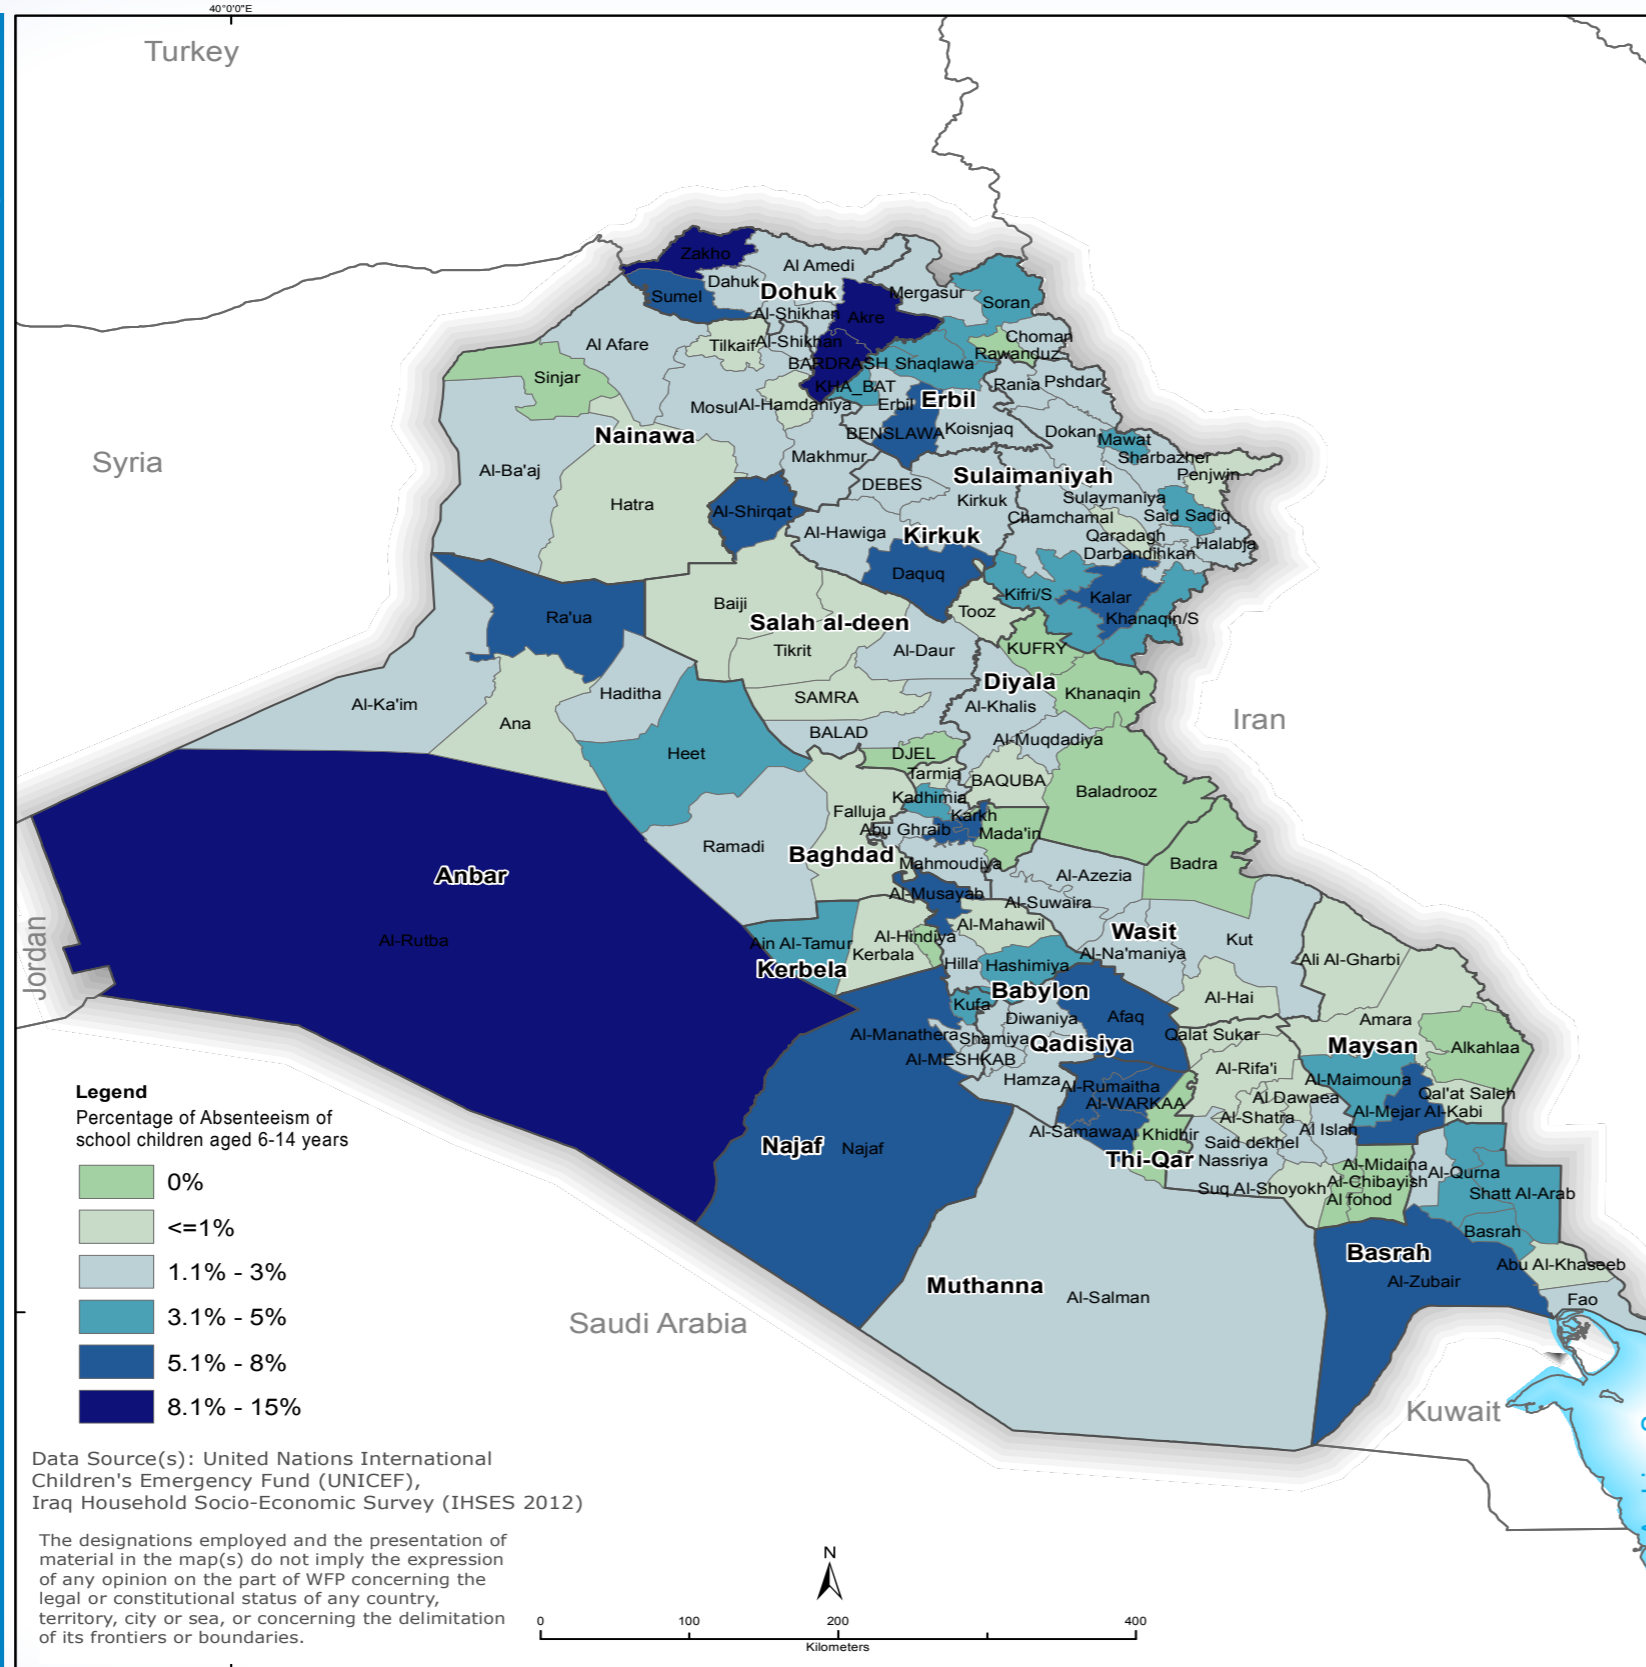 40°0'0"E
Turkey
Syria
Jordan
Iran
Saudi Arabia
Kuwait
Zakho
Al Amedi
Dahuk
Sumel
Dohuk
Mergasur
Soran
Al-Shikhan
Akre
Al Afare
Tilkaif
Al-Shikhan
Choman
Rawanduz
BARDRASH
Shaqlawa
Sinjar
KHA_BAT
Rania
Pshdar
Mosul
Al-Hamdaniya
Erbil
Erbil
Nainawa
BENSLAWA
Koisnjaq
Dokan
Mawat
Al-Ba'aj
Makhmur
Sharbazher
Penjwin
Sulaimaniyah
DEBES
Kirkuk
Sulaymaniya
Hatra
Al-Shirqat
Chamchamal
Said Sadiq
Al-Hawiga
Kirkuk
Qaradagh
Halabja
Darbandihkan
Daquq
Kifri/S
Kalar
Khanaqin/S
Ra'ua
Baiji
Tooz
Salah al-deen
Tikrit
Al-Daur
KUFRY
Diyala
Khanaqin
Haditha
SAMRA
Al-Khalis
Al-Ka'im
Ana
BALAD
Al-Muqdadiya
Heet
DJEL
Tarmia
BAQUBA
Baladrooz
Kadhimia
Falluja
Karkh
Abu Ghraib
Mada'in
Ramadi
Baghdad
Mahmoudiya
Badra
Anbar
Al-Azezia
Al-Musayab
Al-Suwaira
Al-Rutba
Al-Mahawil
Wasit
Ain Al-Tamur
Al-Hindiya
Kerbala
Kut
Kerbela
Hilla
Hashimiya
Al-Na'maniya
Ali Al-Gharbi
Babylon
Al-Hai
Kufa
Diwaniya
Afaq
Amara
Al-Manathera
Shamiya
Qadisiya
Qalat Sukar
Maysan
Alkahlaa
Al-MESHKAB
Al-Rifa'i
Hamza
Al-Rumaitha
Al-Maimouna
Al-WARKAA
Al Dawaea
Qal'at Saleh
Al-Shatra
Al-Mejar Al-Kabi
Al-Samawa
Al Khidhir
Al Islah
Said dekhel
Najaf
Najaf
Thi-Qar
Nassriya
Al-Midaina
Al-Qurna
Suq Al-Shoyokh
Al-Chibayish
Al fohod
Shatt Al-Arab
Basrah
Basrah
Abu Al-Khaseeb
Muthanna
Al-Salman
Al-Zubair
Fao
Legend
Percentage of Absenteeism of
school children aged 6-14 years
0%
<=1%
1.1% - 3%
3.1% - 5%
5.1% - 8%
8.1% - 15%
Data Source(s): United Nations International
Children's Emergency Fund (UNICEF),
Iraq Household Socio-Economic Survey (IHSES 2012)
The designations employed and the presentation of
material in the map(s) do not imply the expression
of any opinion on the part of WFP concerning the
legal or constitutional status of any country,
territory, city or sea, or concerning the delimitation
of its frontiers or boundaries.
N
0 100 200 400
Kilometers